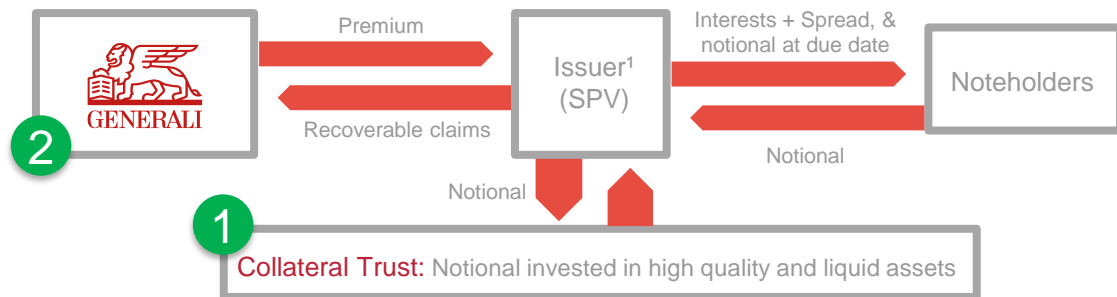 Premium
Interests + Spread, &
notional at due date
Issuer¹
(SPV)
Noteholders
GENERALI
2
Recoverable claims
Notional
Notional
1
Collateral Trust: Notional invested in high quality and liquid assets